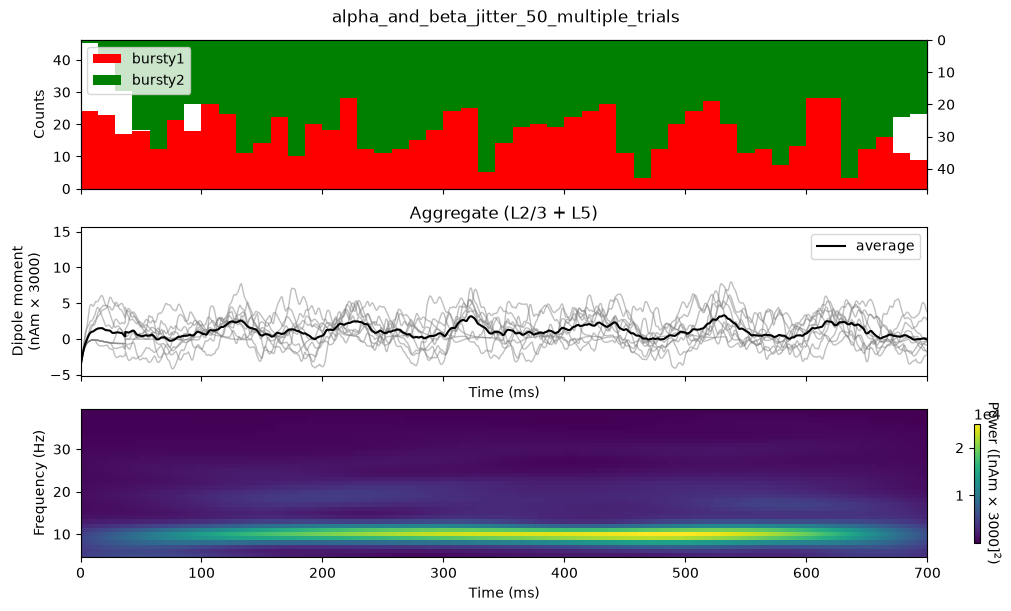 alpha_and_beta_jitter_50_multiple_trials
bursty1
bursty2
Counts
40
30
20
10
0
0
10
20
30
40
Aggregate (L2/3 + L5)
average
Dipole moment
(nAm × 3000)
15
10
5
0
−5
Time (ms)
Frequency (Hz)
30
20
10
0
100
200
300
400
500
600
700
Time (ms)
1e4
2
1
Power ([nAm × 3000]²)